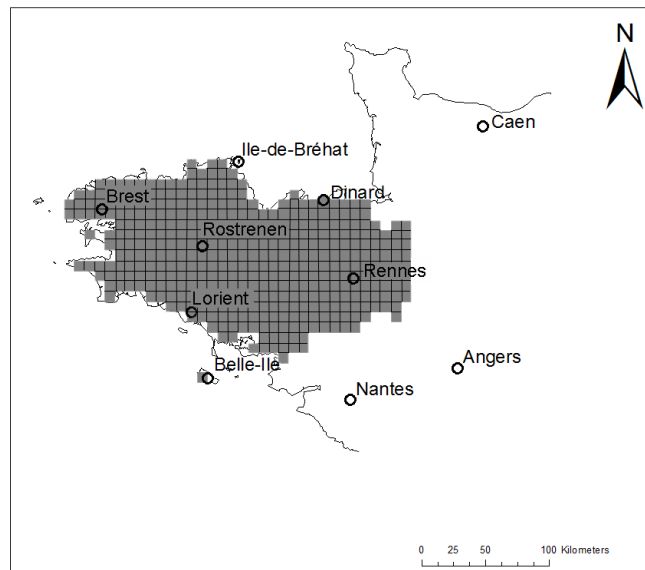 N
Caen
Ile-de-Bréhat
Brest
Dinard
Rostrenen
Rennes
Lorient
Belle-Ile
Angers
Nantes
0 25 50 100 Kilometers